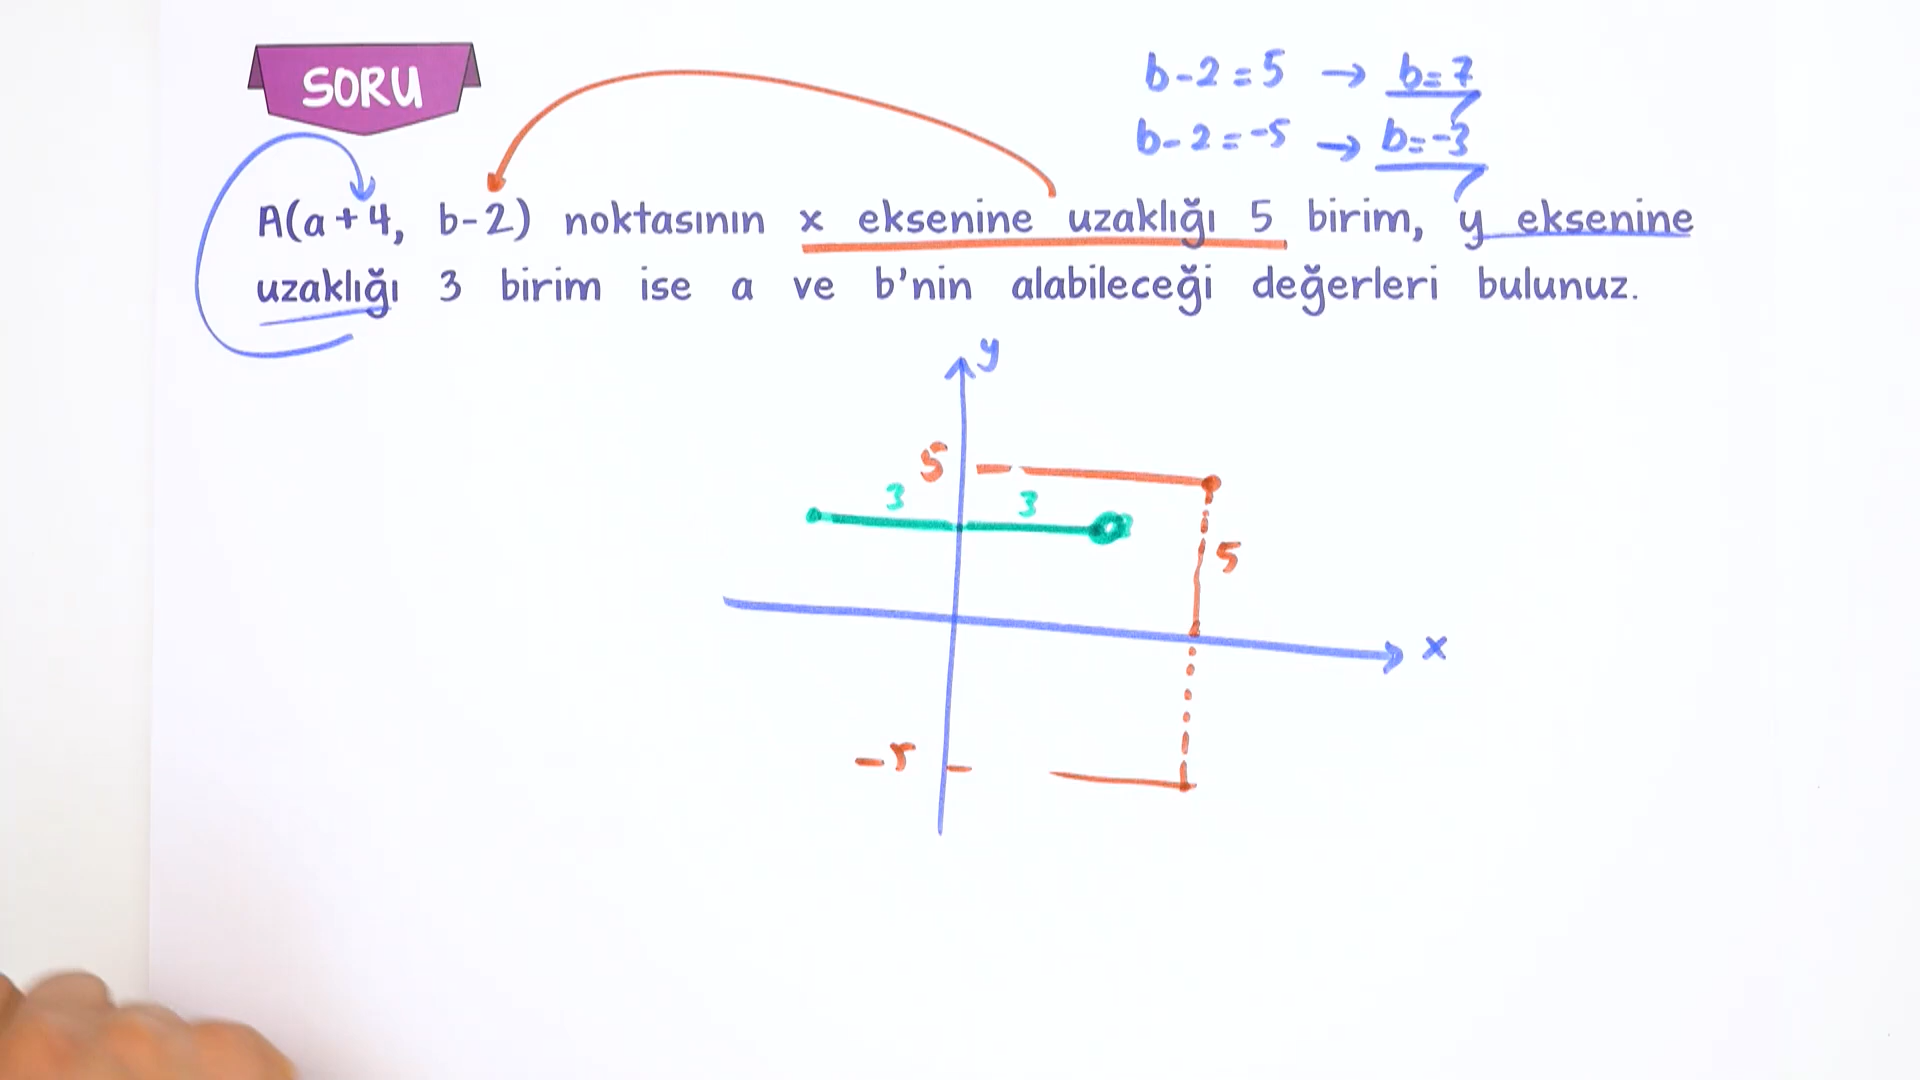 SORU
b-2=5 → b=7
b-2=-5 → b=-3
A(a+4, b-2) noktasının x eksenine uzaklığı 5 birim, y eksenine
uzaklığı 3 birim ise a ve b'nin alabileceği değerleri bulunuz.
y
5
3 3
5
x
-5